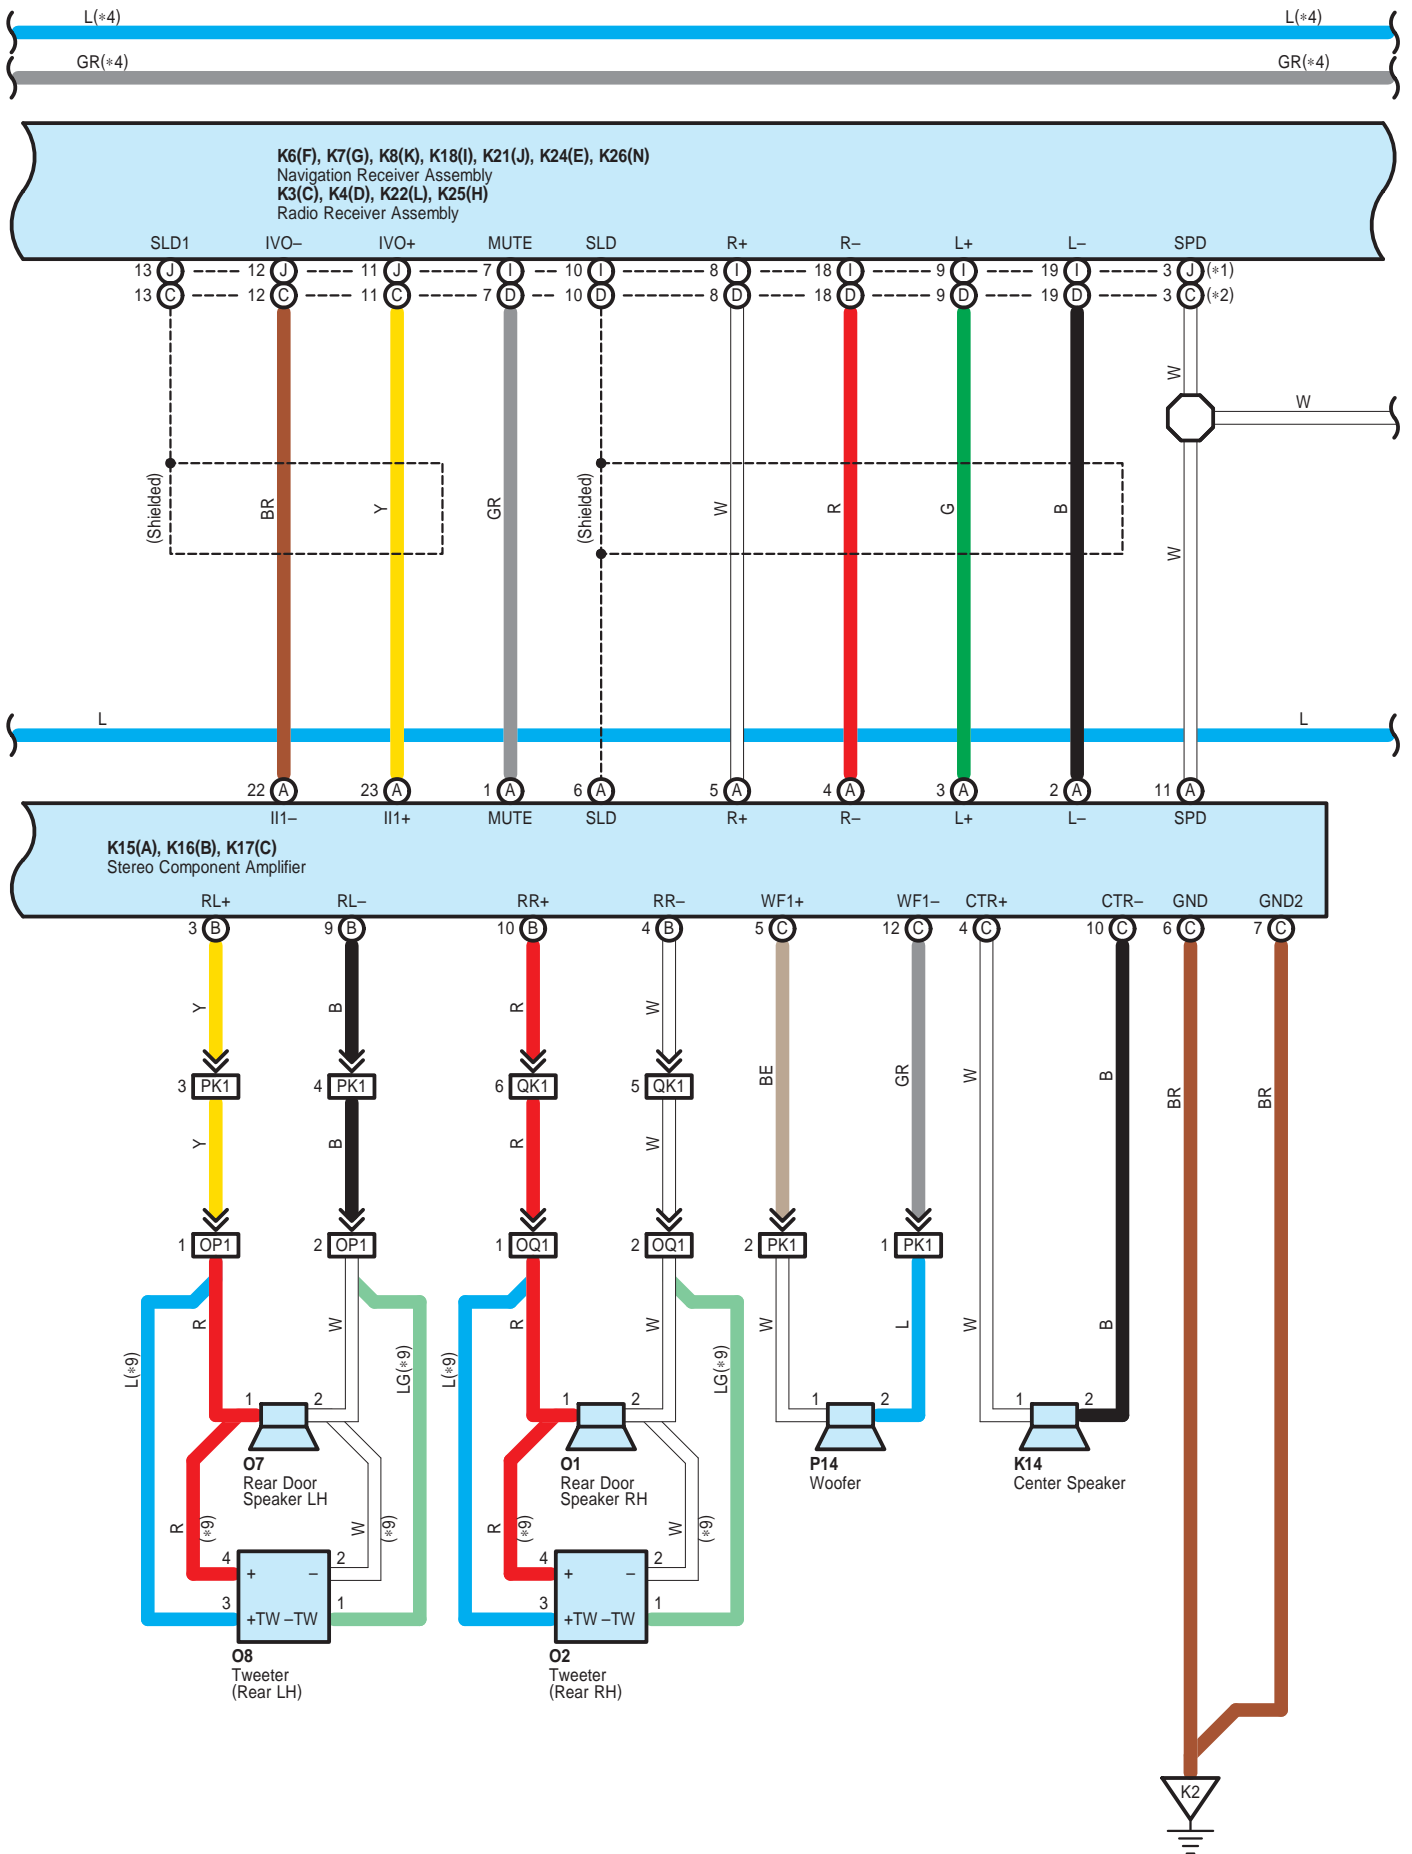 L(*4) L(*4)
GR(*4) GR(*4)
K6(F), K7(G), K8(K), K18(I), K21(J), K24(E), K26(N)
Navigation Receiver Assembly
K3(C), K4(D), K22(L), K25(H)
Radio Receiver Assembly
SLD1 IVO– IVO+ MUTE SLD R+ R– L+ L– SPD
13 J 12 J 11 J 7 I 10 I 8 I 18 I 9 I 19 I 3 J (*1)
13 C 12 C 11 C 7 D 10 D 8 D 18 D 9 D 19 D 3 C (*2)
W
W
(Shielded) BR Y GR (Shielded) W R G B
W
L L
22 A 23 A 1 A 6 A 5 A 4 A 3 A 2 A 11 A
II1– II1+ MUTE SLD R+ R– L+ L– SPD
K15(A), K16(B), K17(C)
Stereo Component Amplifier
RL+ RL– RR+ RR– WF1+ WF1– CTR+ CTR– GND GND2
3 B 9 B 10 B 4 B 5 C 12 C 4 C 10 C 6 C 7 C
Y B R W
BE GR W B BR BR
3 PK1 4 PK1 6 QK1 5 QK1
Y B R W
1 OP1 2 OP1 1 OQ1 2 OQ1 2 PK1 1 PK1
R W R W W L W B
L(*9) LG(*9) L(*9) LG(*9)
1 2 1 2 1 2 1 2
O7
Rear Door
Speaker LH
O1
Rear Door
Speaker RH
P14
Woofer
K14
Center Speaker
R (*9) W (*9) R (*9) W (*9)
4 + – 2 4 + – 2
3 +TW –TW 1 3 +TW –TW 1
O8
Tweeter
(Rear LH)
O2
Tweeter
(Rear RH)
K2